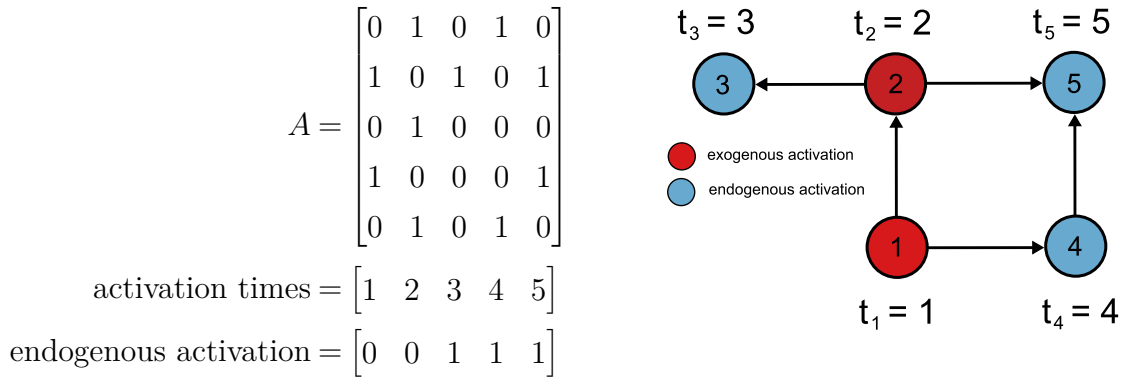 A = [0 1 0 1 0
1 0 1 0 1
0 1 0 0 0
1 0 0 0 1
0 1 0 1 0]
activation times = [1 2 3 4 5]
endogenous activation = [0 0 1 1 1]
t₃ = 3 t₂ = 2 t₅ = 5
3 2 5
exogenous activation
endogenous activation
1 4
t₁ = 1 t₄ = 4